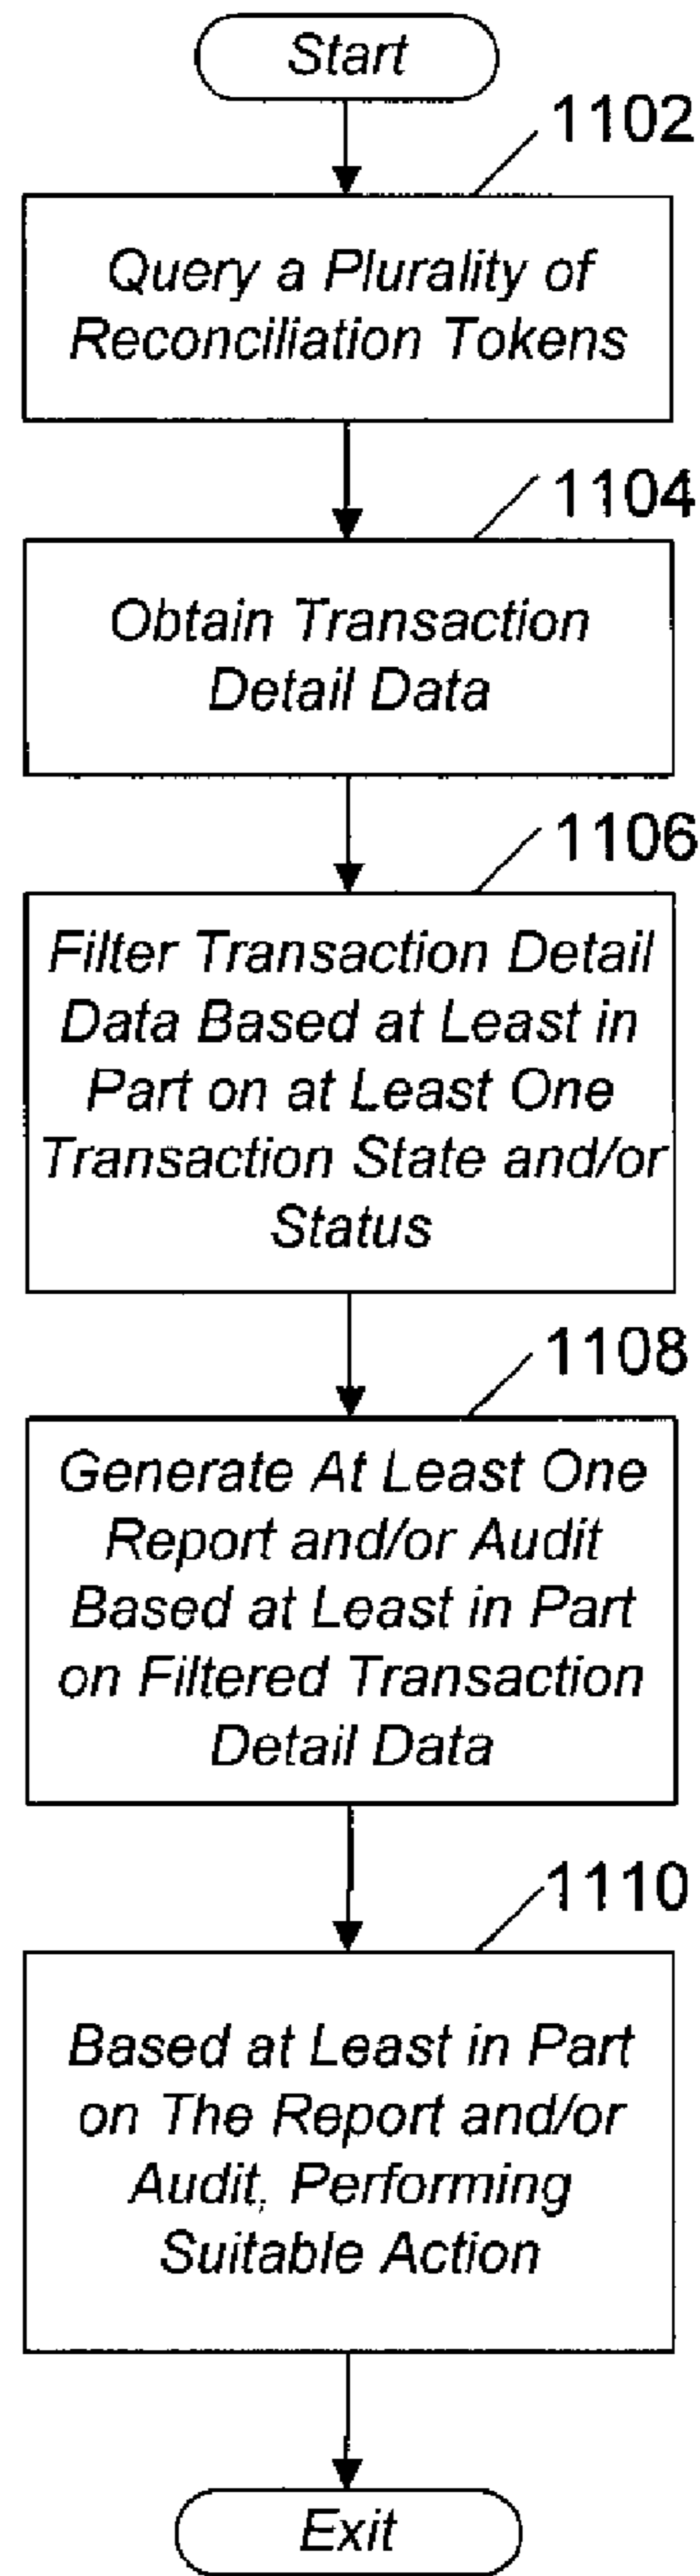 Start
1102
Query a Plurality of
Reconciliation Tokens
1104
Obtain Transaction
Detail Data
1106
Filter Transaction Detail
Data Based at Least in
Part on at Least One
Transaction State and/or
Status
1108
Generate At Least One
Report and/or Audit
Based at Least in Part
on Filtered Transaction
Detail Data
1110
Based at Least in Part
on The Report and/or
Audit, Performing
Suitable Action
Exit